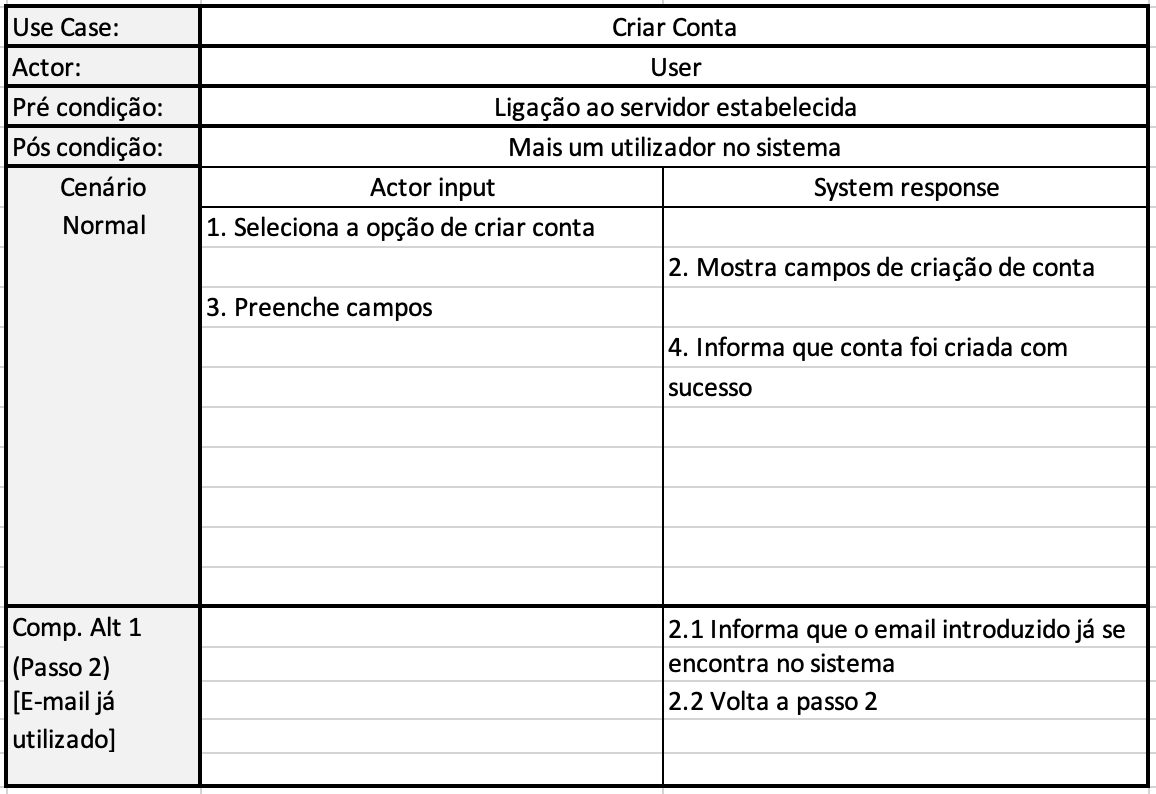 Use Case: Criar Conta
Actor: User
Pré condição: Ligação ao servidor estabelecida
Pós condição: Mais um utilizador no sistema
Cenário Actor input System response
Normal 1. Seleciona a opção de criar conta
2. Mostra campos de criação de conta
3. Preenche campos
4. Informa que conta foi criada com
sucesso
Comp. Alt 1 2.1 Informa que o email introduzido já se
(Passo 2) encontra no sistema
[E-mail já 2.2 Volta a passo 2
utilizado]